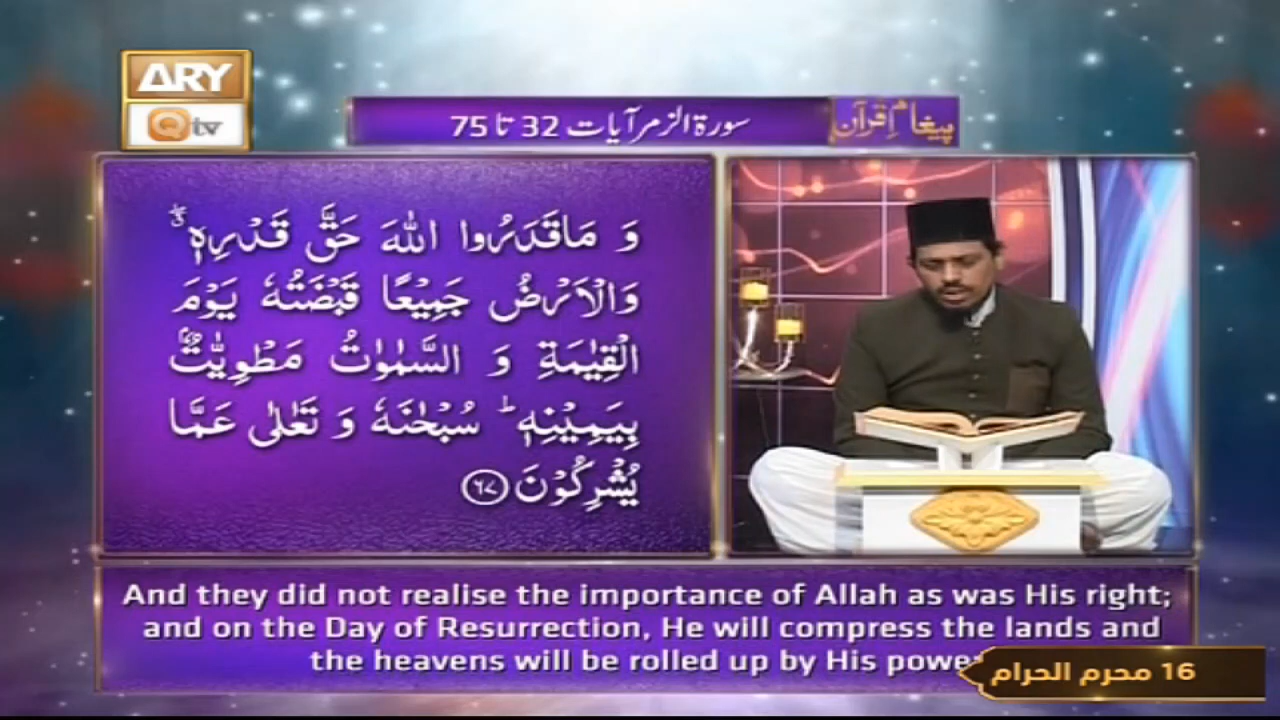 ARY
Qtv
پیغامِ قرآن
سورۃ الزمر آیات 32 تا 75
وَ مَا قَدَرُوا اللّٰهَ حَقَّ قَدْرِهٖ ۖۗ
وَالْاَرْضُ جَمِیْعًا قَبْضَتُهٗ یَوْمَ
الْقِیٰمَةِ وَ السَّمٰوٰتُ مَطْوِیّٰتٌۢ
بِیَمِیْنِهٖ ؕ سُبْحٰنَهٗ وَ تَعٰلٰی عَمَّا
یُشْرِكُوْنَ ﴿۶۷﴾
And they did not realise the importance of Allah as was His right;
and on the Day of Resurrection, He will compress the lands and
the heavens will be rolled up by His power
16 محرم الحرام